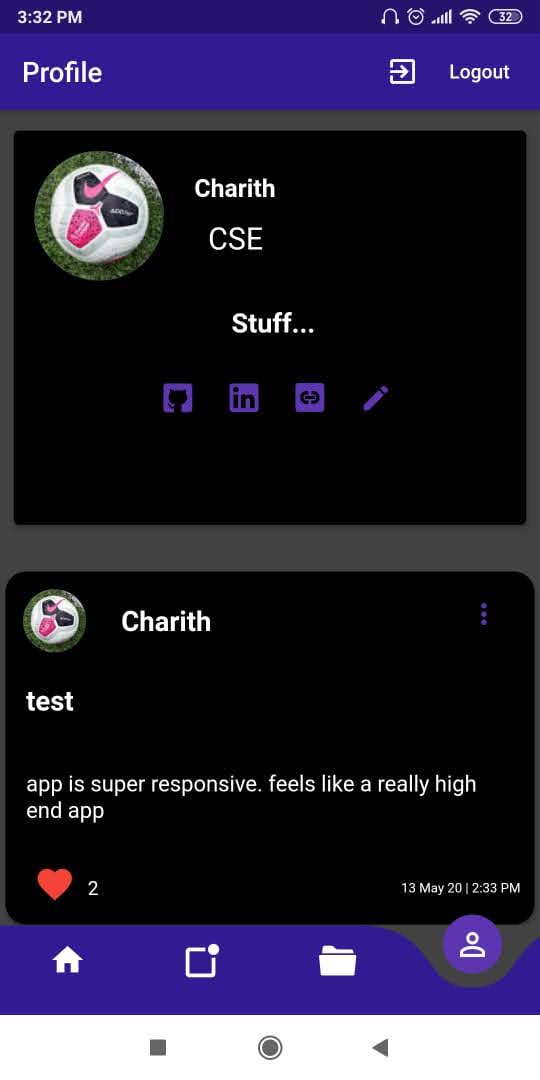 3:32 PM
32
Profile
Logout
Charith
CSE
Stuff...
in
Charith
test
app is super responsive. feels like a really high
end app
2
13 May 20 | 2:33 PM